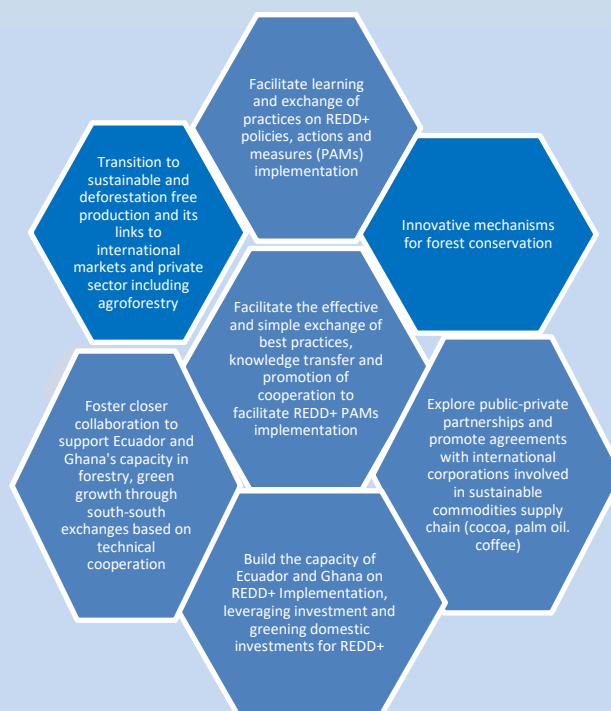 Facilitate learning
and exchange of
practices on REDD+
policies, actions and
measures (PAMs)
implementation
Transition to
sustainable and
deforestation free
production and its
links to
international
markets and private
sector including
agroforestry
Innovative mechanisms
for forest conservation
Facilitate the effective
and simple exchange of
best practices,
knowledge transfer and
promotion of
cooperation to
facilitate REDD+ PAMs
implementation
Foster closer
collaboration to
support Ecuador and
Ghana's capacity in
forestry, green
growth through
south-south
exchanges based on
technical
cooperation
Explore public-private
partnerships and
promote agreements
with international
corporations involved
in sustainable
commodities supply
chain (cocoa, palm oil.
coffee)
Build the capacity of
Ecuador and Ghana on
REDD+ Implementation,
leveraging investment and
greening domestic
investments for REDD+